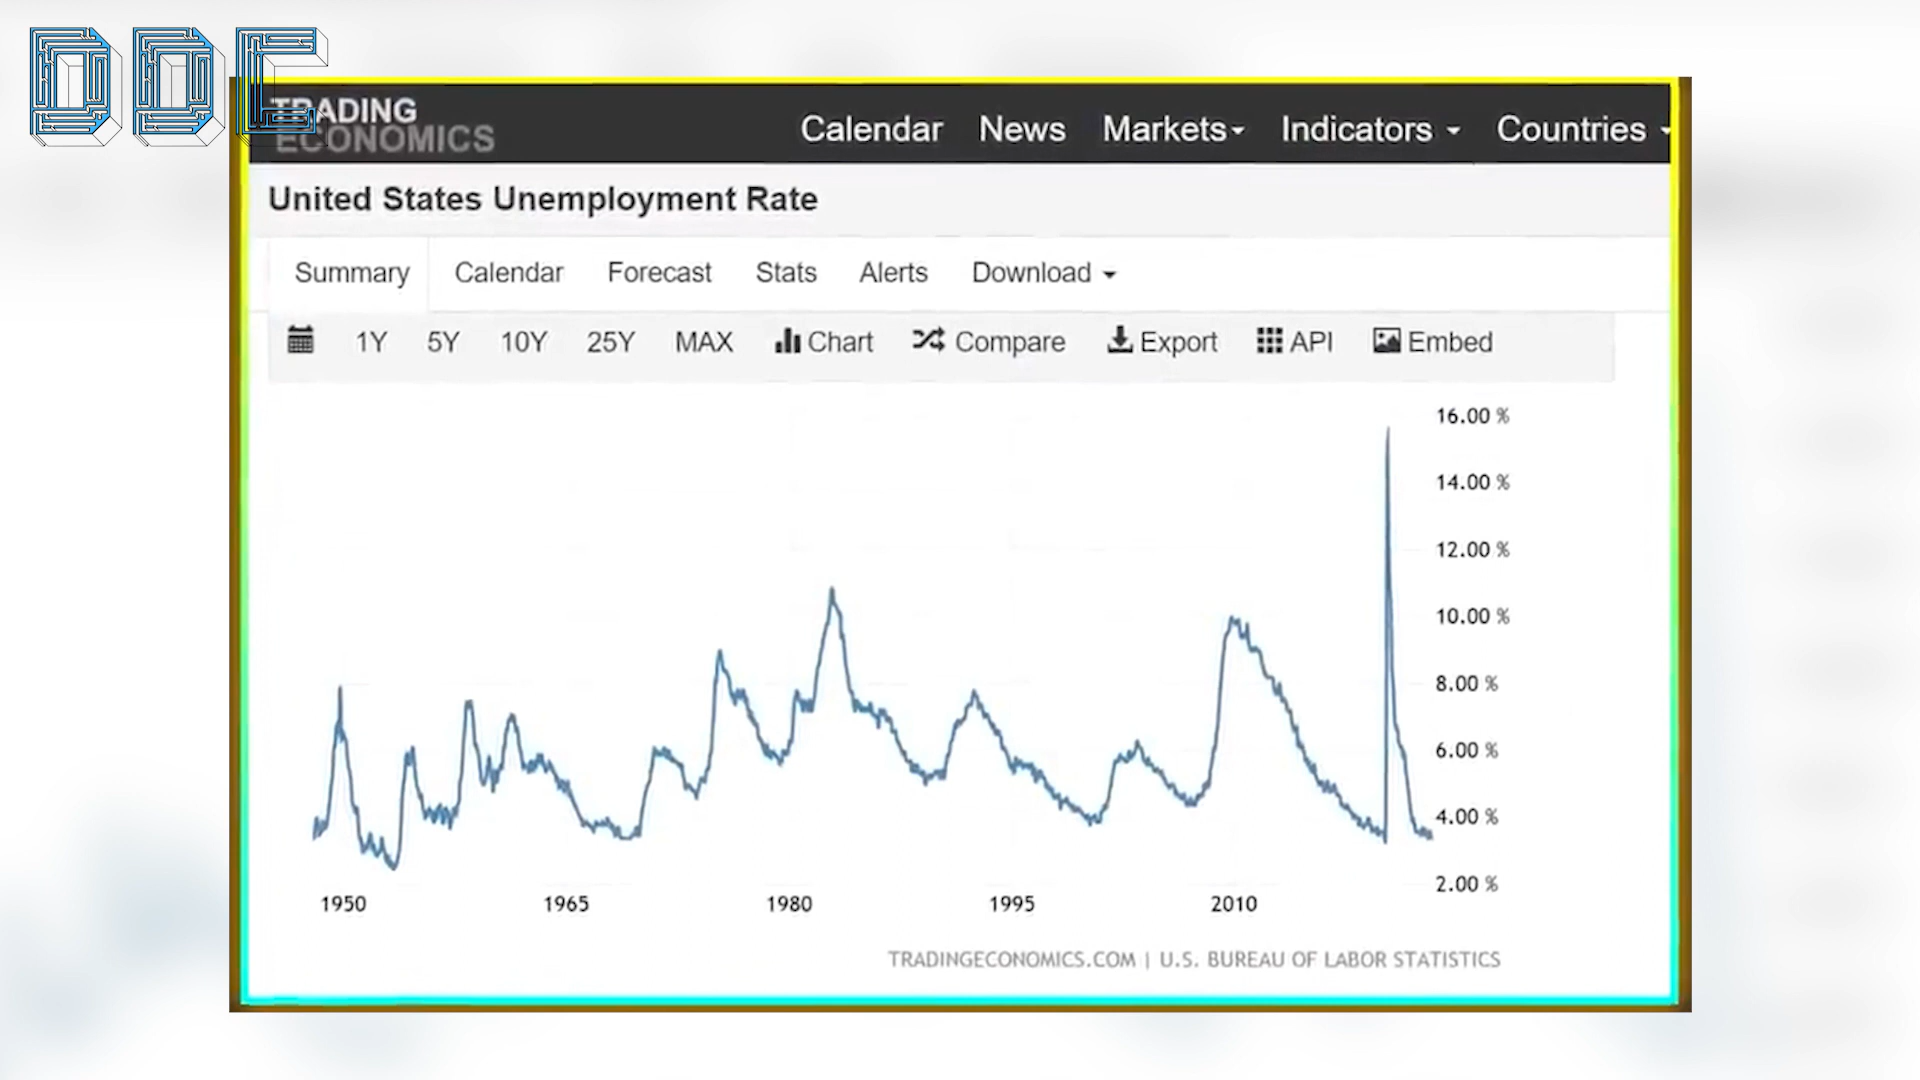 DDC
TRADING
ECONOMICS
Calendar News Markets Indicators Countries
United States Unemployment Rate
Summary Calendar Forecast Stats Alerts Download
1Y 5Y 10Y 25Y MAX Chart Compare Export API Embed
16.00 %
14.00 %
12.00 %
10.00 %
8.00 %
6.00 %
4.00 %
2.00 %
1950 1965 1980 1995 2010
TRADINGECONOMICS.COM | U.S. BUREAU OF LABOR STATISTICS